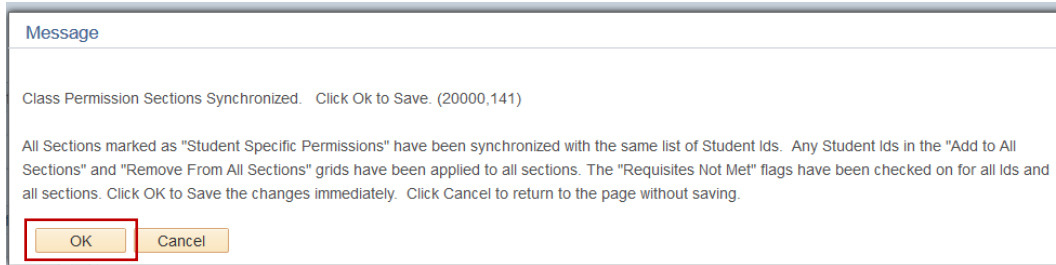 Message
Class Permission Sections Synchronized. Click Ok to Save. (20000,141)
All Sections marked as "Student Specific Permissions" have been synchronized with the same list of Student Ids. Any Student Ids in the "Add to All
Sections" and "Remove From All Sections" grids have been applied to all sections. The "Requisites Not Met" flags have been checked on for all Ids and
all sections. Click OK to Save the changes immediately. Click Cancel to return to the page without saving.
OK Cancel